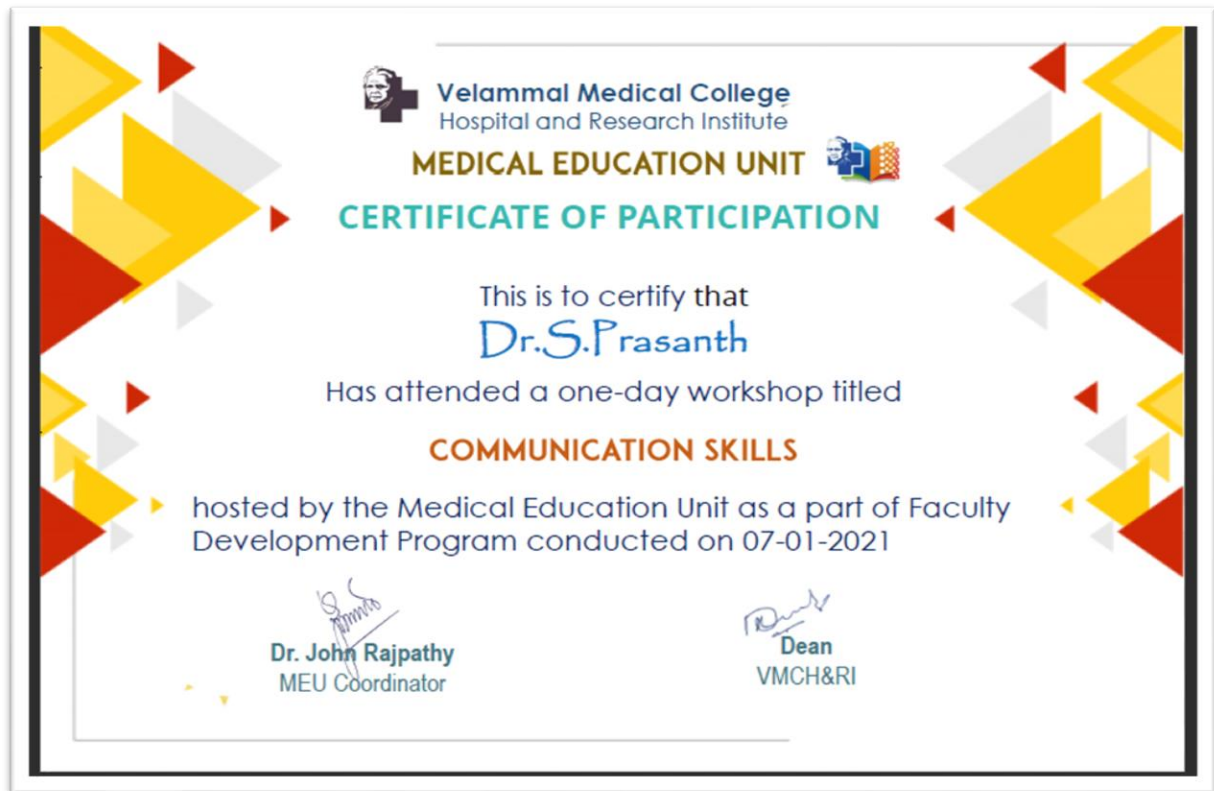 Velammal Medical College
Hospital and Research Institute
MEDICAL EDUCATION UNIT
CERTIFICATE OF PARTICIPATION
This is to certify that
Dr.S.Prasanth
Has attended a one-day workshop titled
COMMUNICATION SKILLS
hosted by the Medical Education Unit as a part of Faculty
Development Program conducted on 07-01-2021
Dr. John Rajpathy
MEU Coordinator
Dean
VMCH&RI